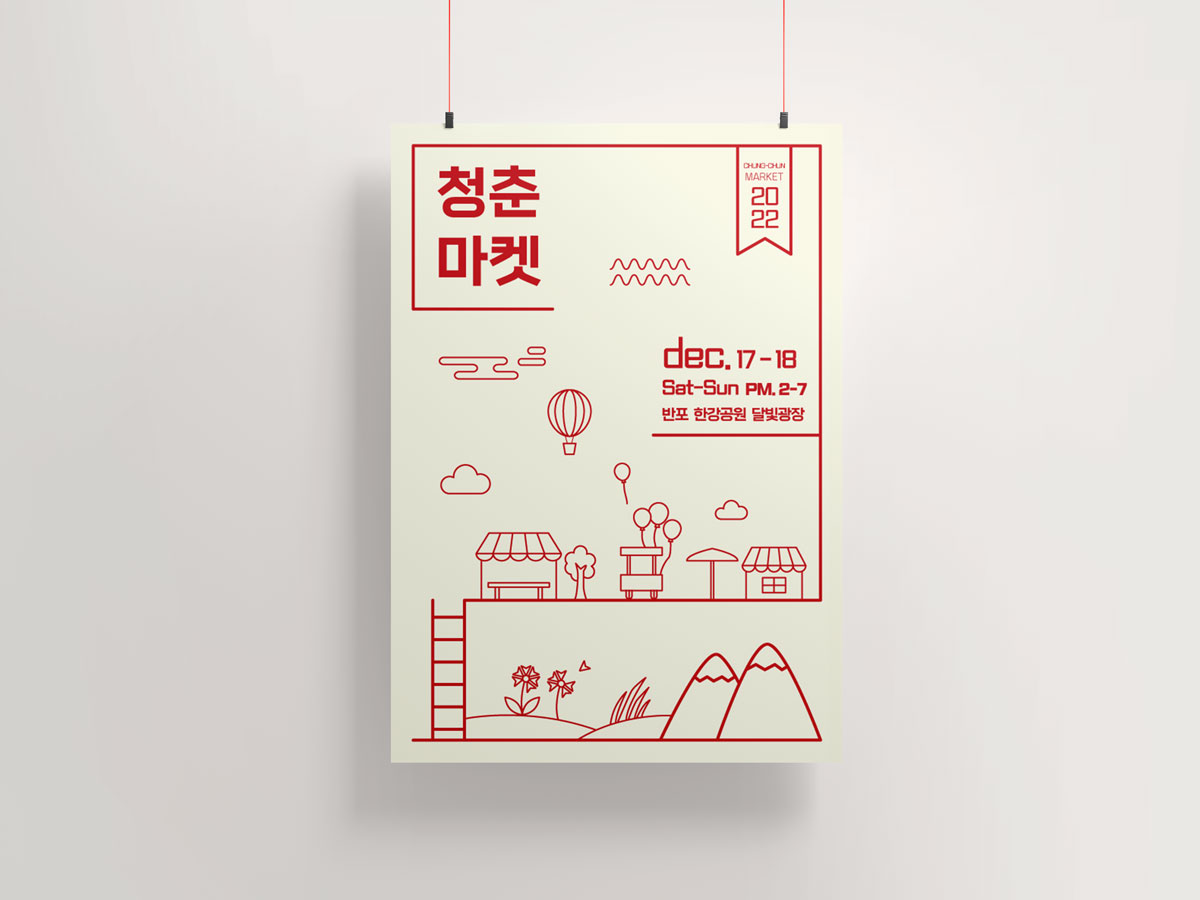 청춘
마켓
CHUNG-CHUN
MARKET
20
22
dec. 17-18
Sat-Sun PM. 2-7
반포 한강공원 달빛광장